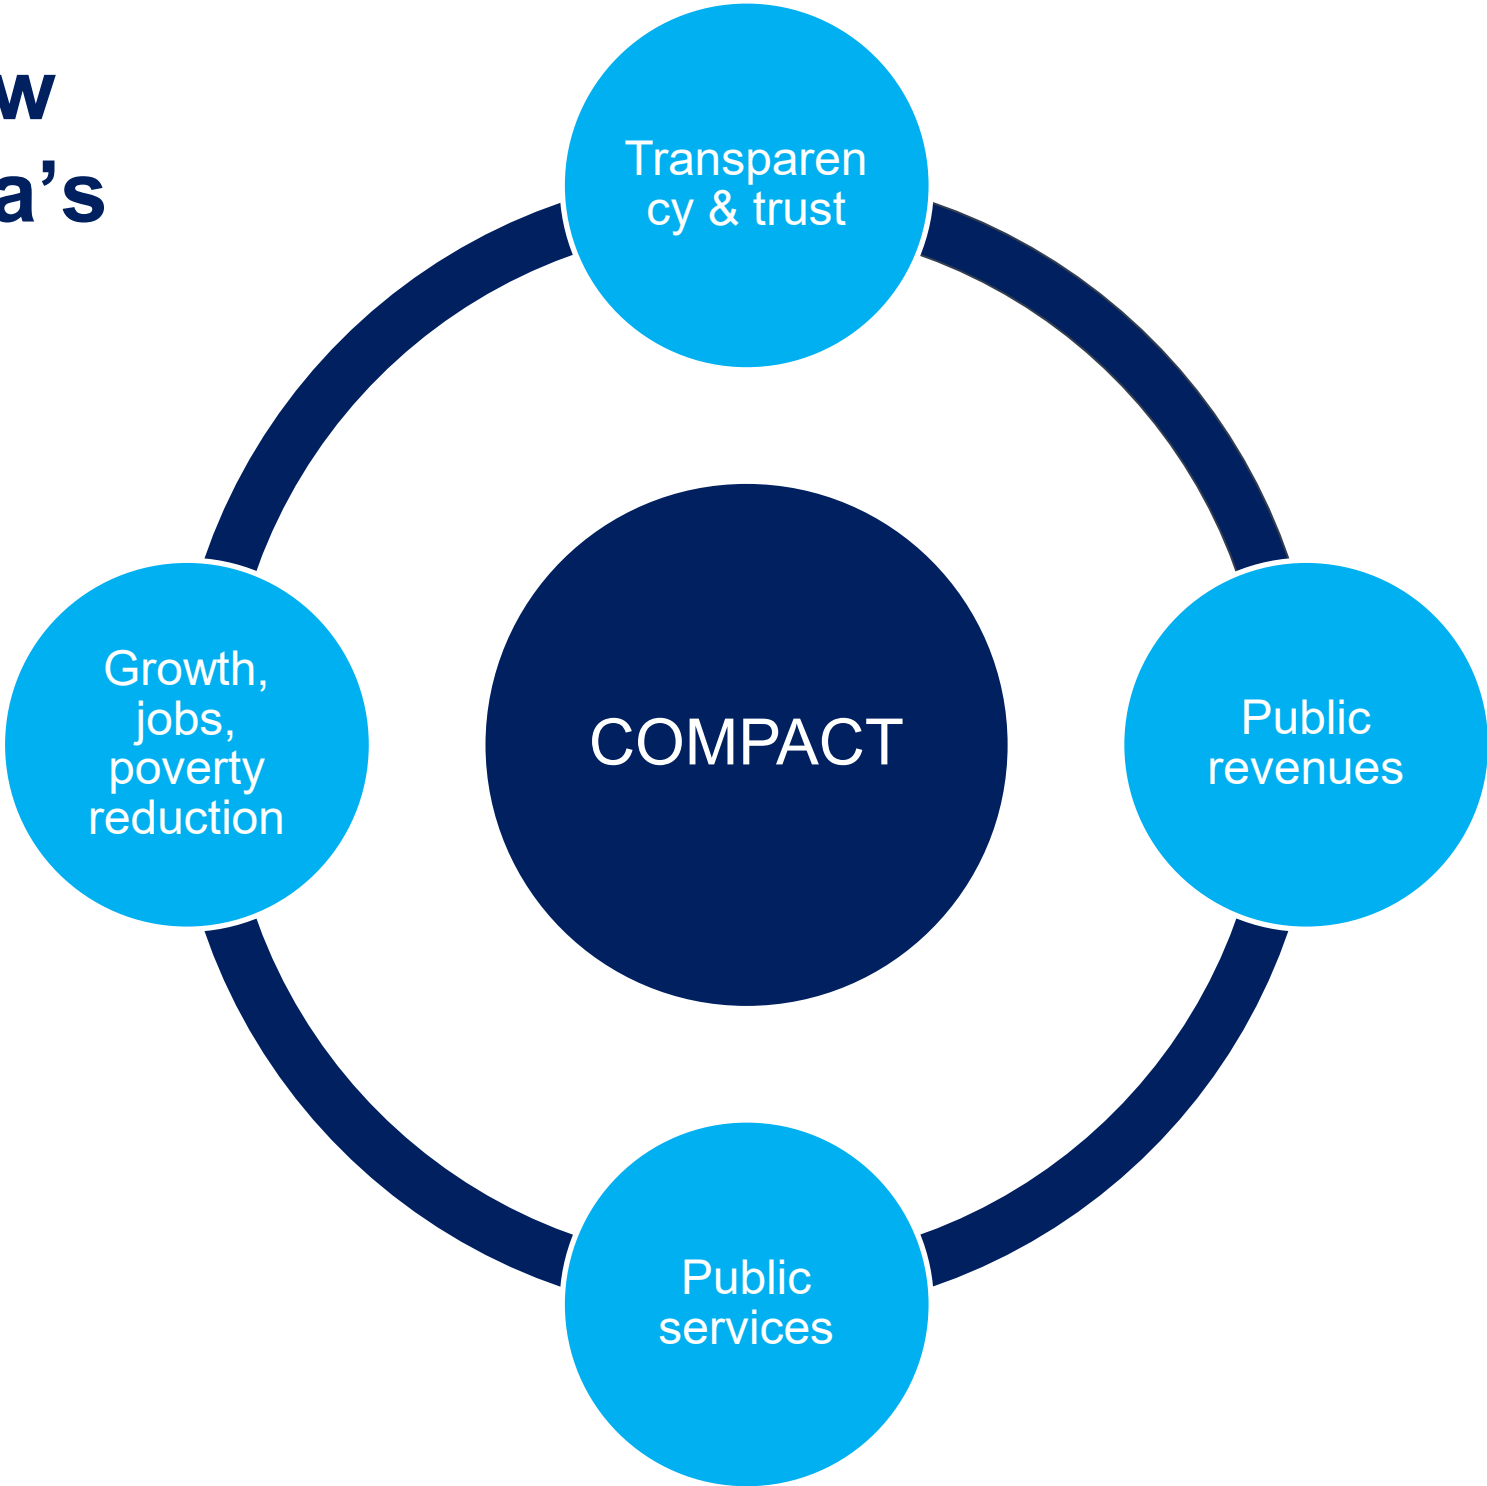 w
a’s
Transparen
cy & trust
Growth,
jobs,
poverty
reduction
COMPACT
Public
revenues
Public
services